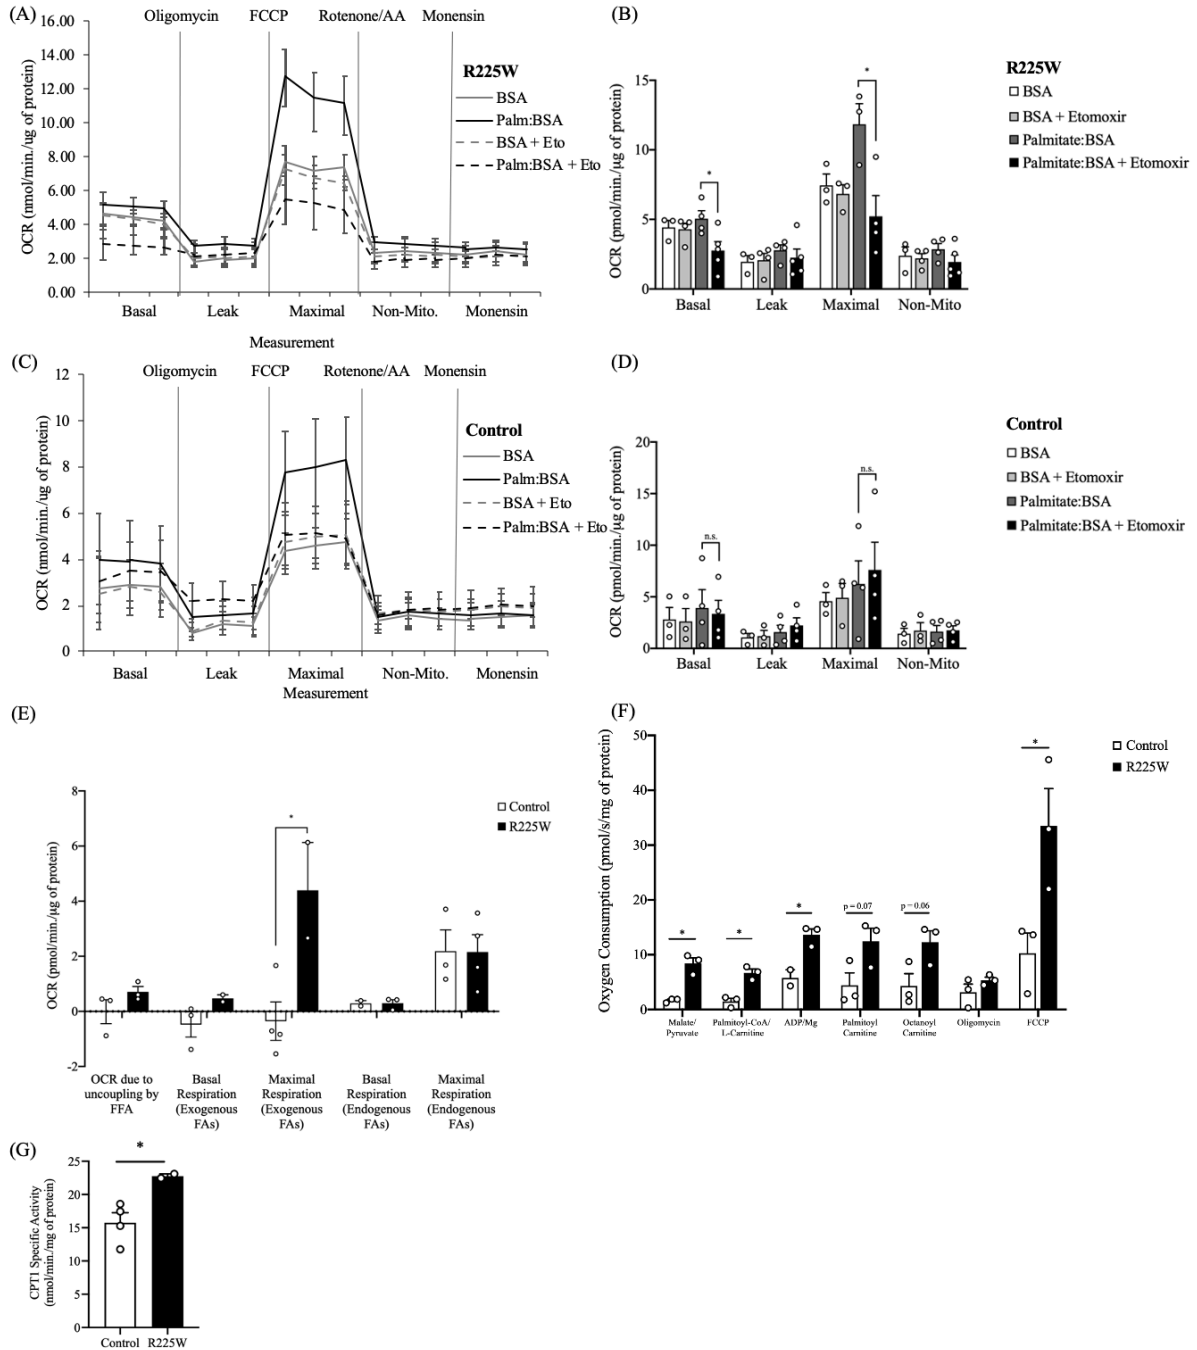 (A)
Oligomycin FCCP Rotenone/AA Monensin
16.00
14.00
12.00
10.00
8.00
6.00
4.00
2.00
0.00
OCR (nmol/min./ug of protein)
R225W
BSA
Palm:BSA
BSA + Eto
Palm:BSA + Eto
Basal Leak Maximal Non-Mito. Monensin
Measurement
(B)
15
10
5
0
OCR (pmol/min./µg of protein)
*
*
Basal Leak Maximal Non-Mito
R225W
BSA
BSA + Etomoxir
Palmitate:BSA
Palmitate:BSA + Etomoxir
(C)
Oligomycin FCCP Rotenone/AA Monensin
12
10
8
6
4
2
0
OCR (nmol/min./ug of protein)
Control
BSA
Palm:BSA
BSA + Eto
Palm:BSA + Eto
Basal Leak Maximal Non-Mito. Monensin
Measurement
(D)
20
15
10
5
0
OCR (pmol/min./µg of protein)
n.s.
n.s.
Basal Leak Maximal Non-Mito
Control
BSA
BSA + Etomoxir
Palmitate:BSA
Palmitate:BSA + Etomoxir
(E)
8
6
4
2
0
-2
OCR (pmol/min./µg of protein)
*
Control
R225W
OCR due to Basal Maximal Basal Maximal
uncoupling by Respiration Respiration Respiration Respiration
FFA (Exogenous (Exogenous (Endogenous (Endogenous
FAs) FAs) FAs) FAs)
(F)
50
40
30
20
10
0
Oxygen Consumption (pmol/s/mg of protein)
* * * p = 0.07 p = 0.06 *
Control
R225W
Malate/ Palmitoyl-CoA/ ADP/Mg Palmitoyl Octanoyl Oligomycin FCCP
Pyruvate L-Carnitine Carnitine Carnitine
(G)
25
20
15
10
5
0
CPT1 Specific Activity
(nmol/min./mg of protein)
*
Control R225W